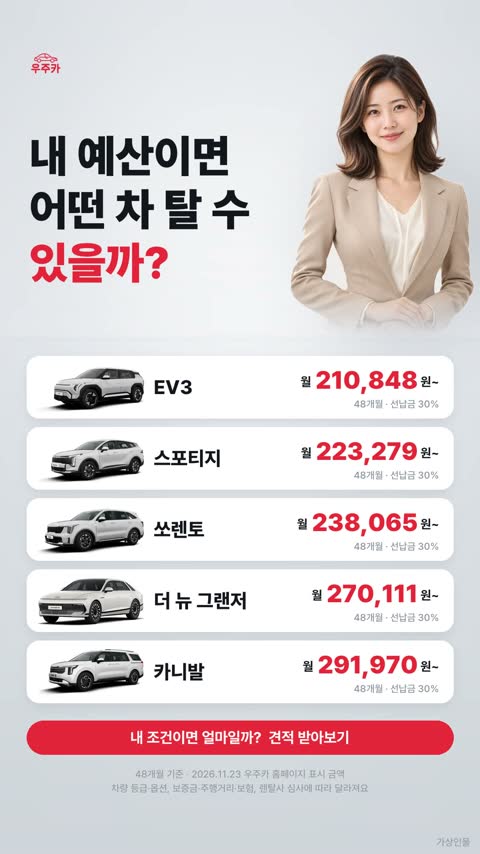 우주카
내 예산이면
어떤 차 탈 수
있을까?
EV3
월 210,848 원~
48개월 · 선납금 30%
스포티지
월 223,279 원~
48개월 · 선납금 30%
쏘렌토
월 238,065 원~
48개월 · 선납금 30%
더 뉴 그랜저
월 270,111 원~
48개월 · 선납금 30%
카니발
월 291,970 원~
48개월 · 선납금 30%
내 조건이면 얼마일까? 견적 받아보기
48개월 기준 · 2026.11.23 우주카 홈페이지 표시 금액
차량 등급·옵션, 보증금·주행거리·보험, 렌탈사 심사에 따라 달라져요
가상인물